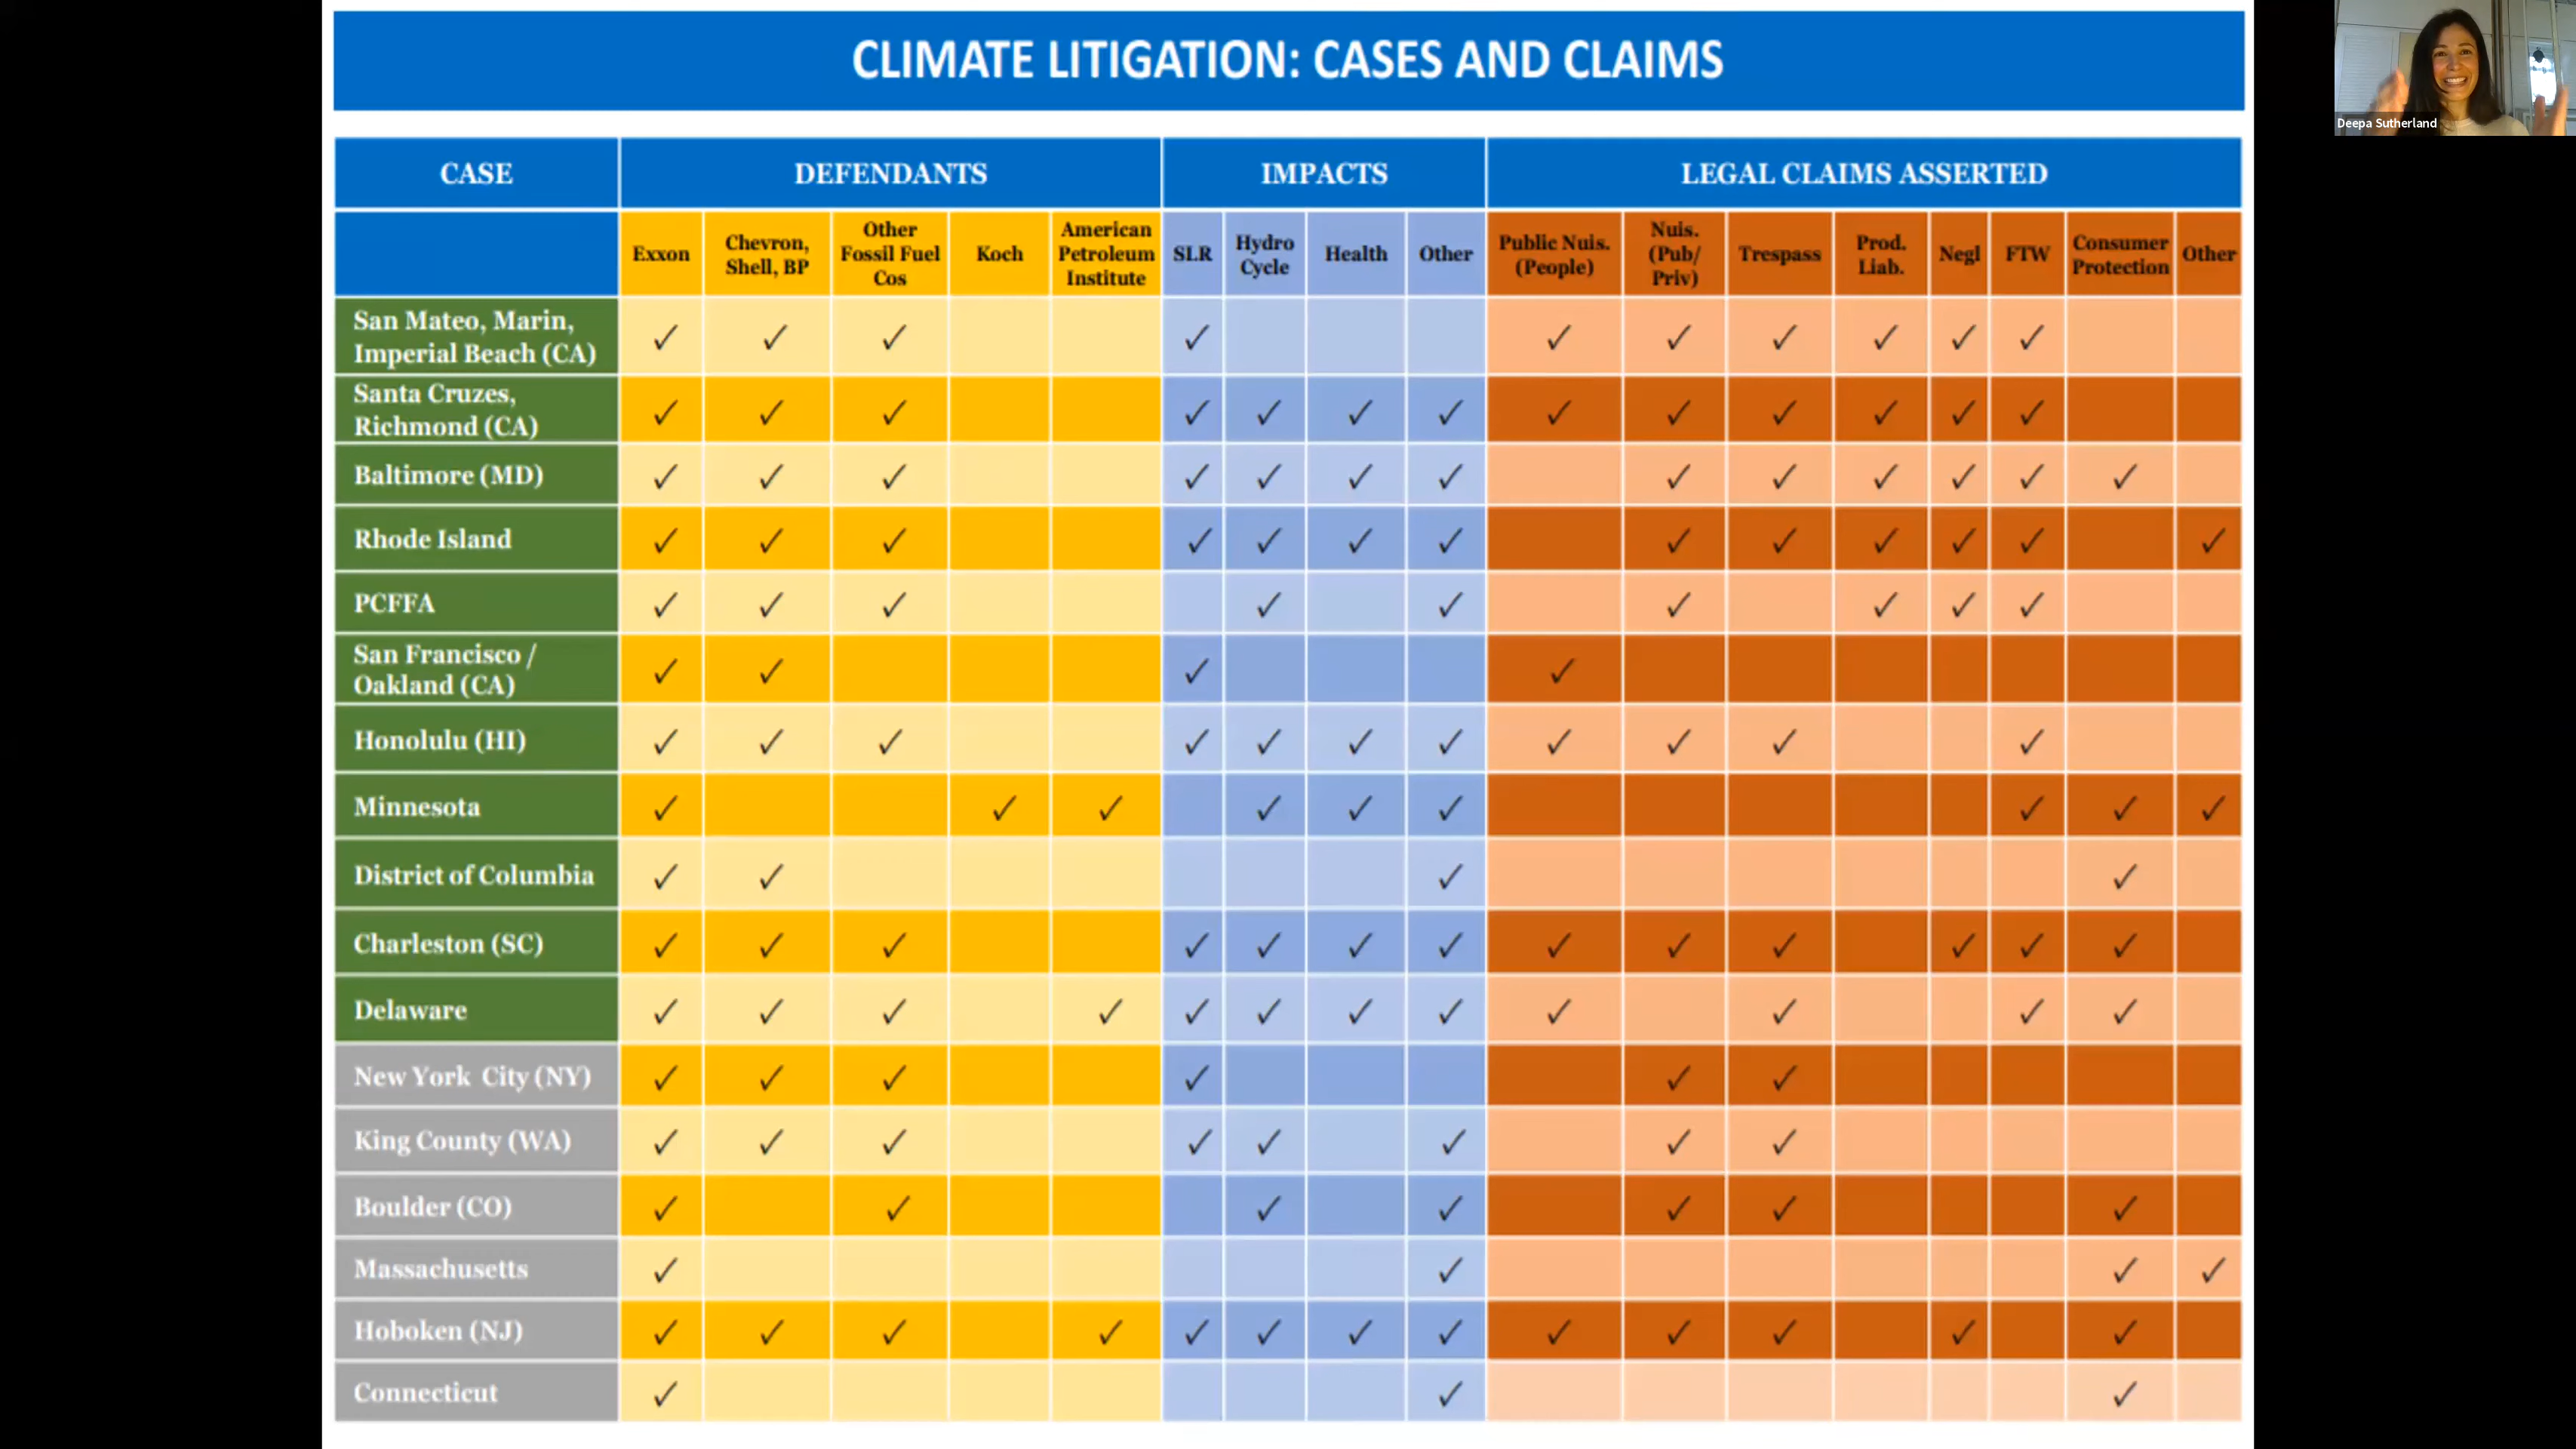 CLIMATE LITIGATION: CASES AND CLAIMS
Deepa Sutherland
CASE DEFENDANTS IMPACTS LEGAL CLAIMS ASSERTED
Exxon
Chevron,
Shell, BP
Other
Fossil Fuel
Cos
Koch
American
Petroleum
Institute
SLR
Hydro
Cycle
Health
Other
Public Nuis.
(People)
Nuis.
(Pub/
Priv)
Trespass
Prod.
Liab.
Negl
FTW
Consumer
Protection
Other
San Mateo, Marin,
Imperial Beach (CA)
✓ ✓ ✓ ✓ ✓ ✓ ✓ ✓ ✓ ✓
Santa Cruzes,
Richmond (CA)
✓ ✓ ✓ ✓ ✓ ✓ ✓ ✓ ✓ ✓ ✓ ✓ ✓
Baltimore (MD) ✓ ✓ ✓ ✓ ✓ ✓ ✓ ✓ ✓ ✓ ✓ ✓ ✓
Rhode Island ✓ ✓ ✓ ✓ ✓ ✓ ✓ ✓ ✓ ✓ ✓ ✓ ✓
PCFFA ✓ ✓ ✓ ✓ ✓ ✓ ✓ ✓ ✓
San Francisco /
Oakland (CA)
✓ ✓ ✓ ✓
Honolulu (HI) ✓ ✓ ✓ ✓ ✓ ✓ ✓ ✓ ✓ ✓ ✓
Minnesota ✓ ✓ ✓ ✓ ✓ ✓ ✓ ✓ ✓
District of Columbia ✓ ✓ ✓ ✓
Charleston (SC) ✓ ✓ ✓ ✓ ✓ ✓ ✓ ✓ ✓ ✓ ✓ ✓ ✓
Delaware ✓ ✓ ✓ ✓ ✓ ✓ ✓ ✓ ✓ ✓ ✓ ✓
New York City (NY) ✓ ✓ ✓ ✓ ✓ ✓
King County (WA) ✓ ✓ ✓ ✓ ✓ ✓ ✓ ✓
Boulder (CO) ✓ ✓ ✓ ✓ ✓ ✓ ✓
Massachusetts ✓ ✓ ✓ ✓
Hoboken (NJ) ✓ ✓ ✓ ✓ ✓ ✓ ✓ ✓ ✓ ✓ ✓ ✓ ✓
Connecticut ✓ ✓ ✓